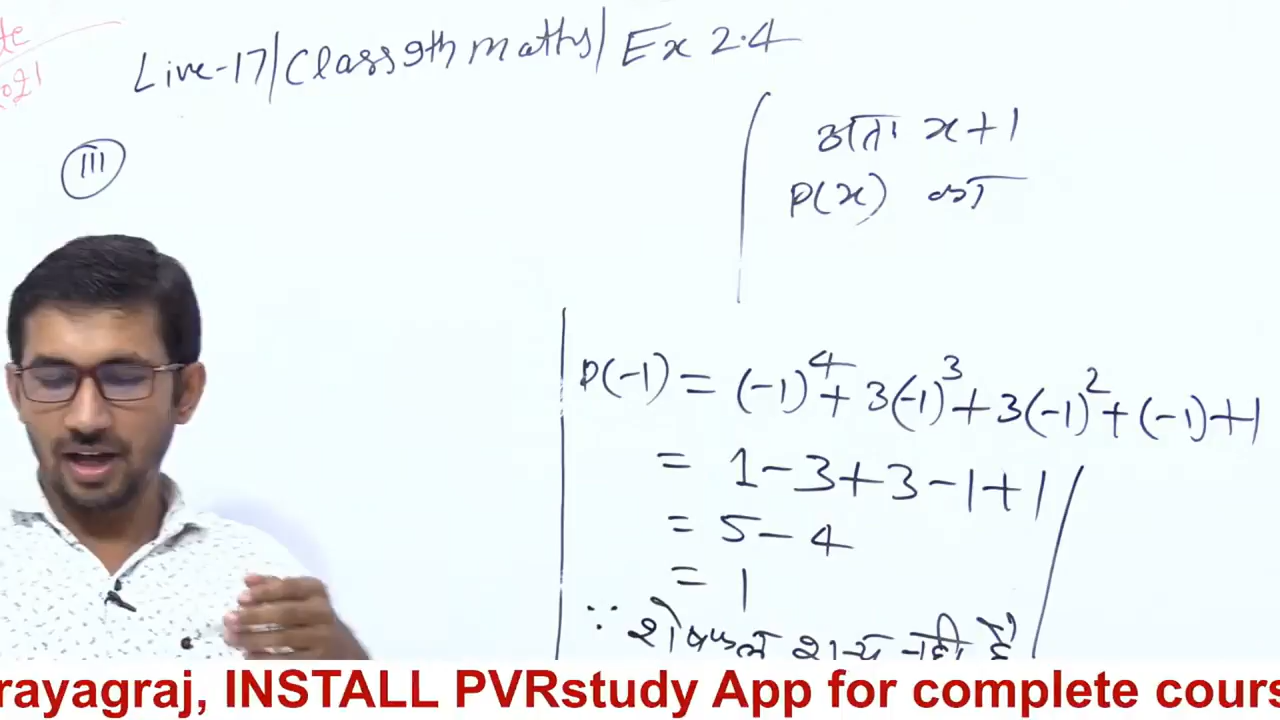 Live-17/Class 9th maths/ Ex 2.4
III
अतः x+1
P(x) का
P(-1) = (-1)^4 + 3(-1)^3 + 3(-1)^2 + (-1) + 1
= 1 - 3 + 3 - 1 + 1
= 5 - 4
= 1
∵ शेषफल शून्य नहीं है
rayagraj, INSTALL PVRstudy App for complete cours